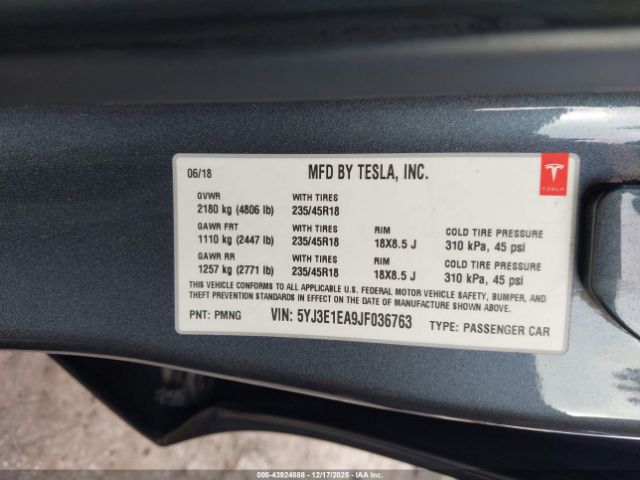 06/18 MFD BY TESLA, INC.
TESLA
GVWR WITH TIRES
2180 kg (4806 lb) 235/45R18
GAWR FRT WITH TIRES RIM COLD TIRE PRESSURE
1110 kg (2447 lb) 235/45R18 18X8.5 J 310 kPa, 45 psi
GAWR RR WITH TIRES RIM COLD TIRE PRESSURE
1257 kg (2771 lb) 235/45R18 18X8.5 J 310 kPa, 45 psi
THIS VEHICLE CONFORMS TO ALL APPLICABLE U.S. FEDERAL MOTOR VEHICLE SAFETY, BUMPER, AND
THEFT PREVENTION STANDARDS IN EFFECT ON THE DATE OF MANUFACTURE SHOWN ABOVE.
PNT: PMNG VIN: 5YJ3E1EA9JF036763 TYPE: PASSENGER CAR
000-43924888 - 12/17/2025 - IAAI.COM